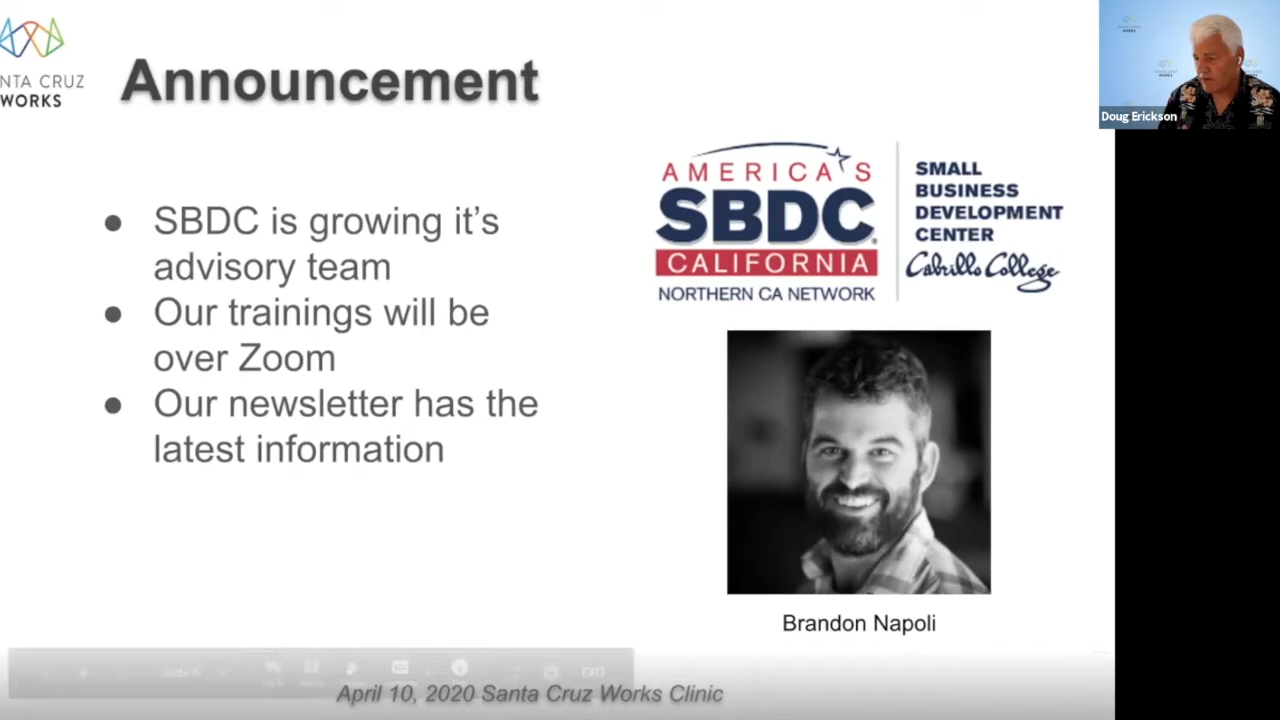 NTA CRUZ
WORKS
Announcement
Doug Erickson
AMERICA'S
SBDC
CALIFORNIA
NORTHERN CA NETWORK
SMALL
BUSINESS
DEVELOPMENT
CENTER
Cabrillo College
● SBDC is growing it’s
advisory team
● Our trainings will be
over Zoom
● Our newsletter has the
latest information
Brandon Napoli
EXIT
April 10, 2020 Santa Cruz Works Clinic